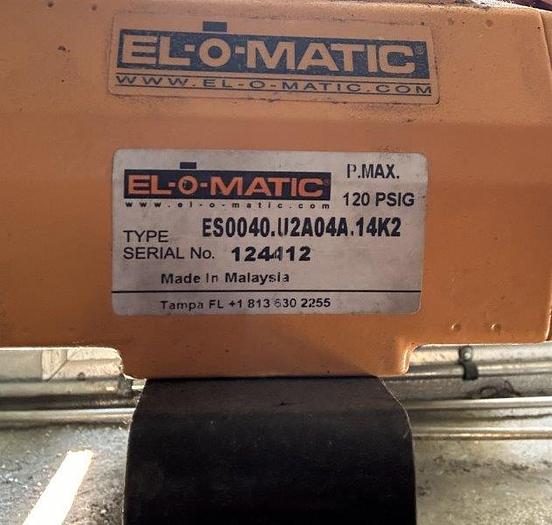 EL-O-MATIC
WWW.EL-O-MATIC.COM
EL-O-MATIC
www.el-o-matic.com
P.MAX.
120 PSIG
TYPE ES0040.U2A04A.14K2
SERIAL No. 124412
Made In Malaysia
Tampa FL +1 813 630 2255